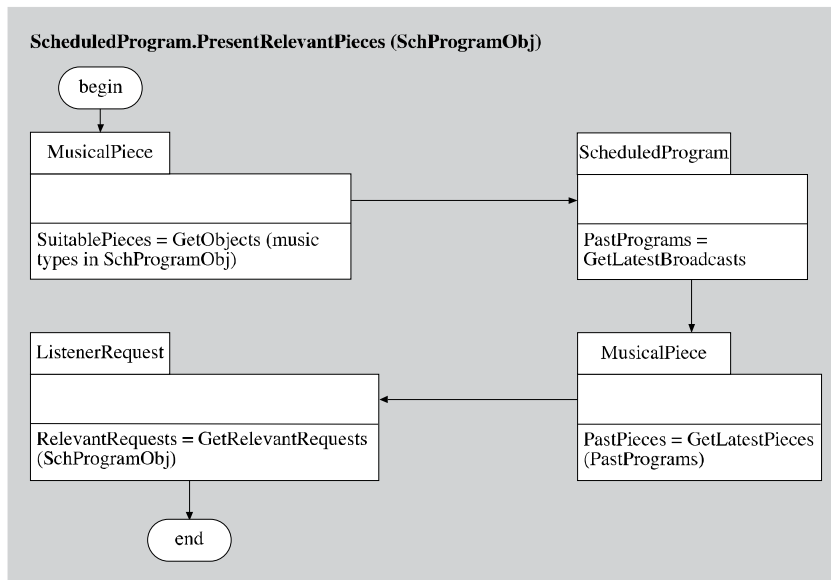 ScheduledProgram.PresentRelevantPieces (SchProgramObj)
begin
MusicalPiece
SuitablePieces = GetObjects (music
types in SchProgramObj)
ScheduledProgram
PastPrograms =
GetLatestBroadcasts
MusicalPiece
PastPieces = GetLatestPieces
(PastPrograms)
ListenerRequest
RelevantRequests = GetRelevantRequests
(SchProgramObj)
end